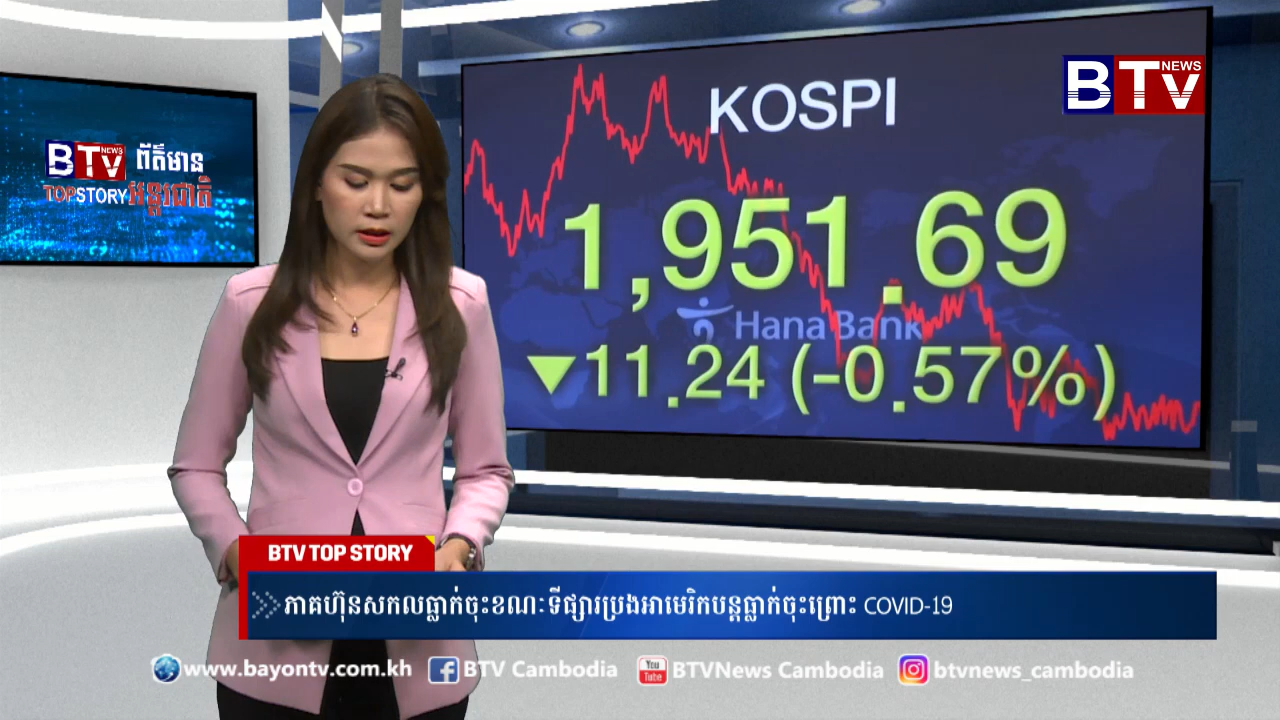 BTV NEWS
BTV NEWS ព័ត៌មាន
TOPSTORY អន្តរជាតិ
KOSPI
1,951.69
Hana Bank
▼11.24 (-0.57%)
BTV TOP STORY
ភាគហ៊ុនសកលធ្លាក់ចុះខណៈទីផ្សារប្រេងអាមេរិកបន្តធ្លាក់ចុះព្រោះ COVID-19
www.bayontv.com.kh BTV Cambodia You Tube BTVNews Cambodia btvnews_cambodia